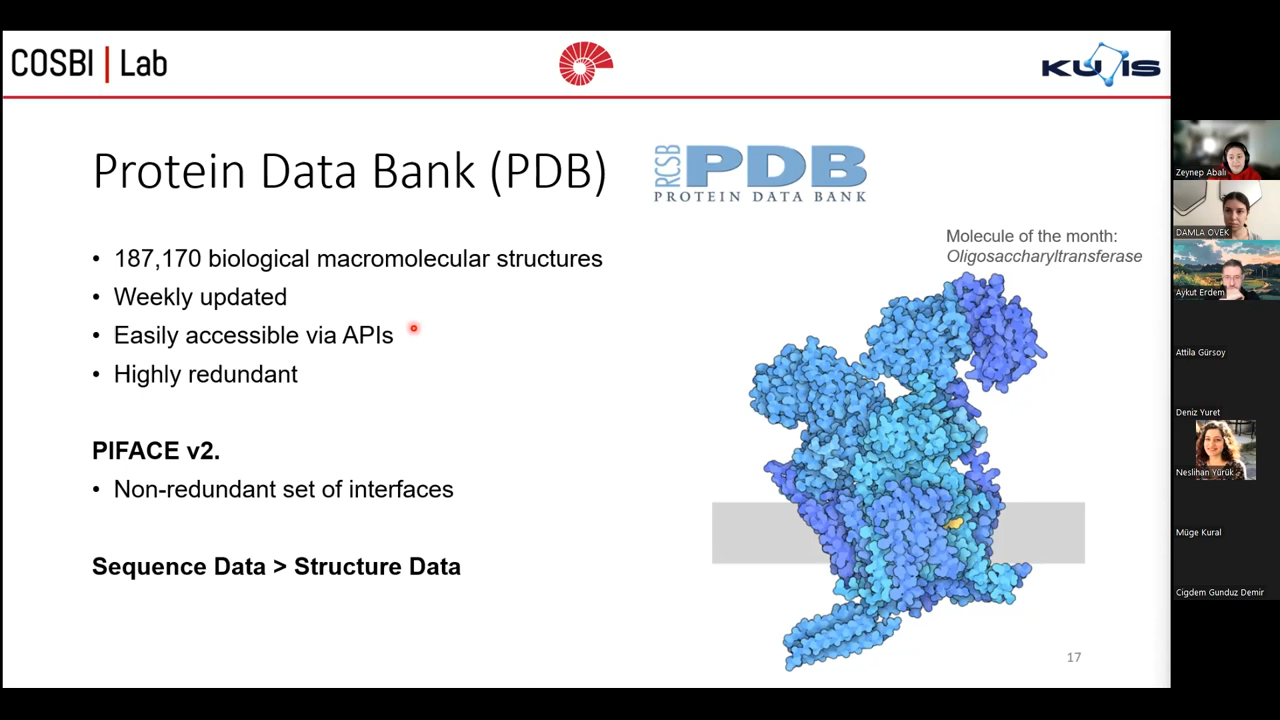 COSBI | Lab
KUIS
Protein Data Bank (PDB)
RCSB
PDB
PROTEIN DATA BANK
• 187,170 biological macromolecular structures
• Weekly updated
• Easily accessible via APIs
• Highly redundant
PIFACE v2.
• Non-redundant set of interfaces
Sequence Data > Structure Data
Molecule of the month:
Oligosaccharyltransferase
17
Zeynep Abalı
DAMLA OVEK
Aykut Erdem
Attila Gürsoy
Deniz Yuret
Neslihan Yürük
Müge Kural
Cigdem Gunduz Demir